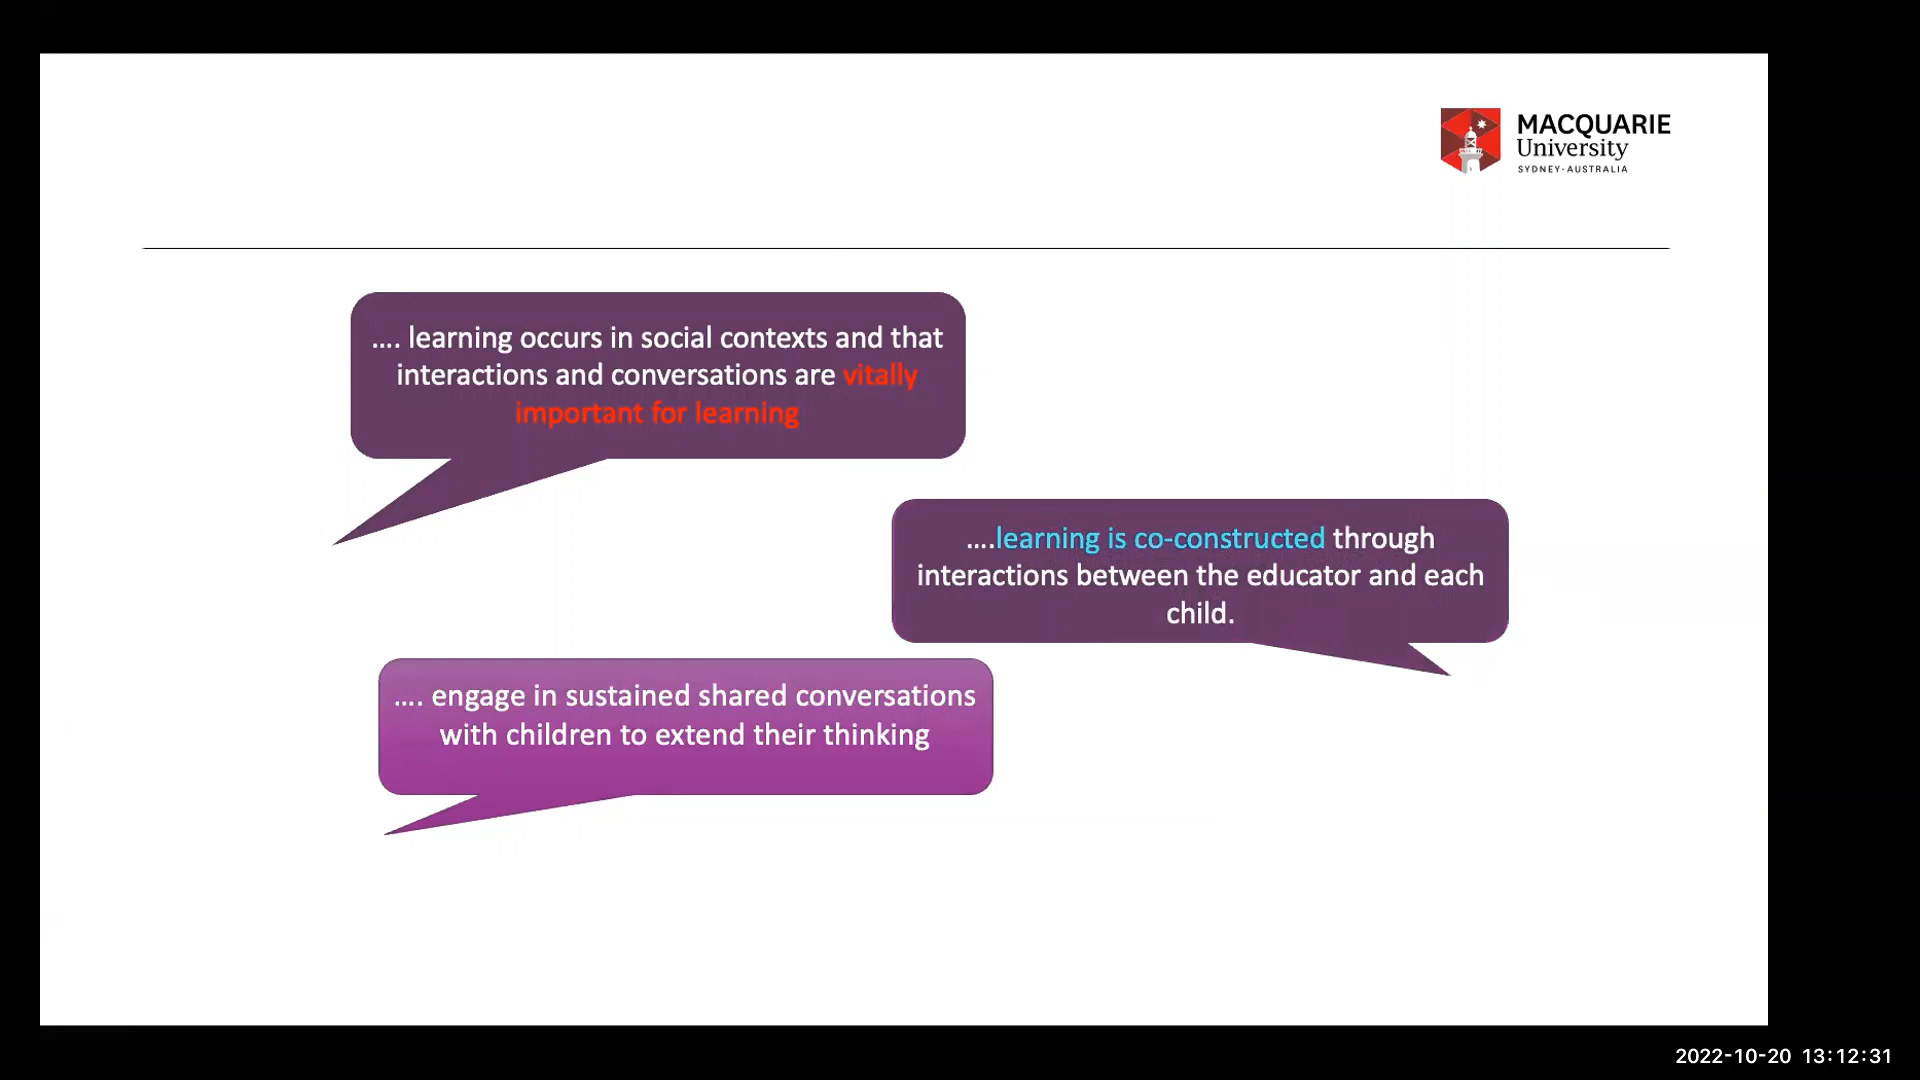 MACQUARIE
University
SYDNEY·AUSTRALIA
.... learning occurs in social contexts and that
interactions and conversations are vitally
important for learning
....learning is co-constructed through
interactions between the educator and each
child.
.... engage in sustained shared conversations
with children to extend their thinking
2022-10-20 13:12:31